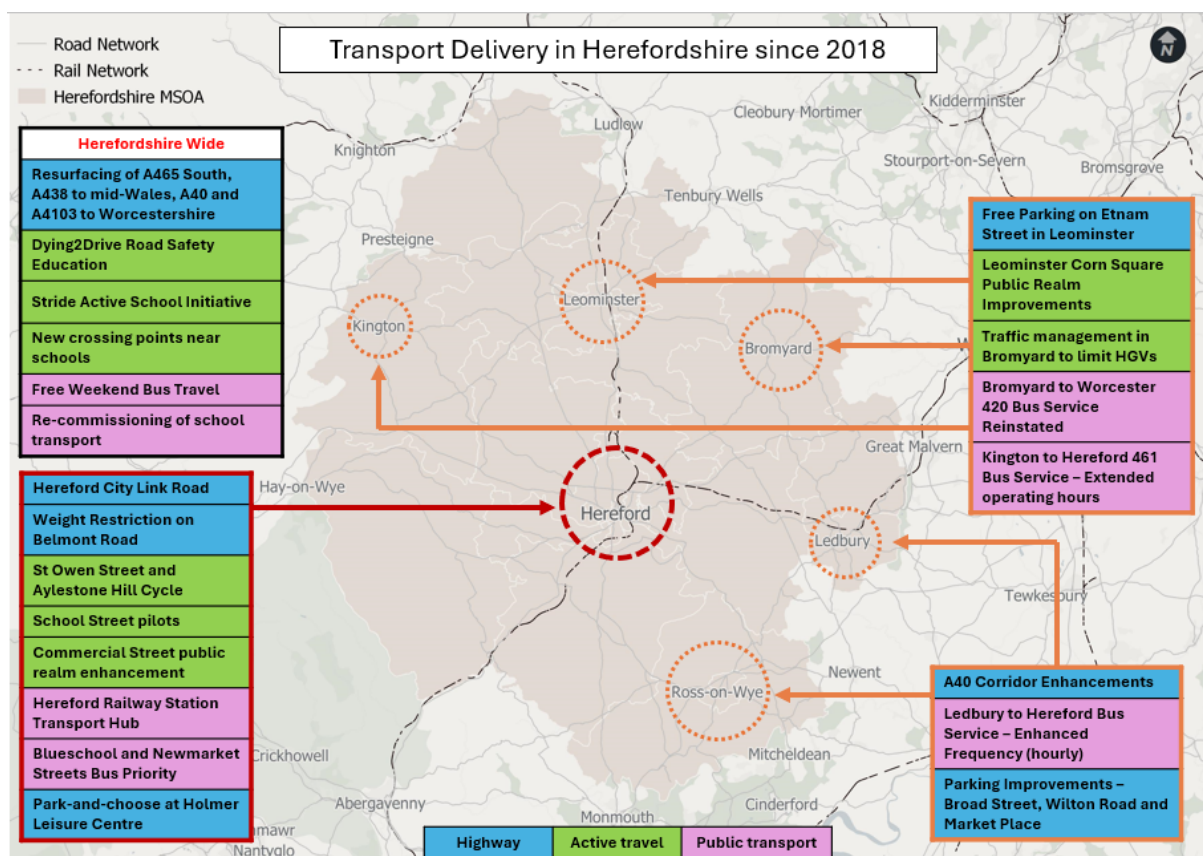 Road Network
Rail Network
Herefordshire MSOA
Transport Delivery in Herefordshire since 2018
N
Herefordshire Wide
Resurfacing of A465 South,
A438 to mid-Wales, A40 and
A4103 to Worcestershire
Dying2Drive Road Safety
Education
Stride Active School Initiative
New crossing points near
schools
Free Weekend Bus Travel
Re-commissioning of school
transport
Hereford City Link Road
Weight Restriction on
Belmont Road
St Owen Street and
Aylestone Hill Cycle
School Street pilots
Commercial Street public
realm enhancement
Hereford Railway Station
Transport Hub
Blueschool and Newmarket
Streets Bus Priority
Park-and-choose at Holmer
Leisure Centre
Free Parking on Etnam
Street in Leominster
Leominster Corn Square
Public Realm
Improvements
Traffic management in
Bromyard to limit HGVs
Bromyard to Worcester
420 Bus Service
Reinstated
Kington to Hereford 461
Bus Service – Extended
operating hours
A40 Corridor Enhancements
Ledbury to Hereford Bus
Service – Enhanced
Frequency (hourly)
Parking Improvements –
Broad Street, Wilton Road and
Market Place
Knighton
Ludlow
Cleobury Mortimer
Kidderminster
Stourport-on-Severn
Bromsgrove
Tenbury Wells
Presteigne
Leominster
Kington
Bromyard
Great Malvern
Hay-on-Wye
Hereford
Ledbury
Tewkesbury
Newent
Ross-on-Wye
Mitcheldean
Crickhowell
Abergavenny
Monmouth
Cinderford
Nantyglo
Highway
Active travel
Public transport